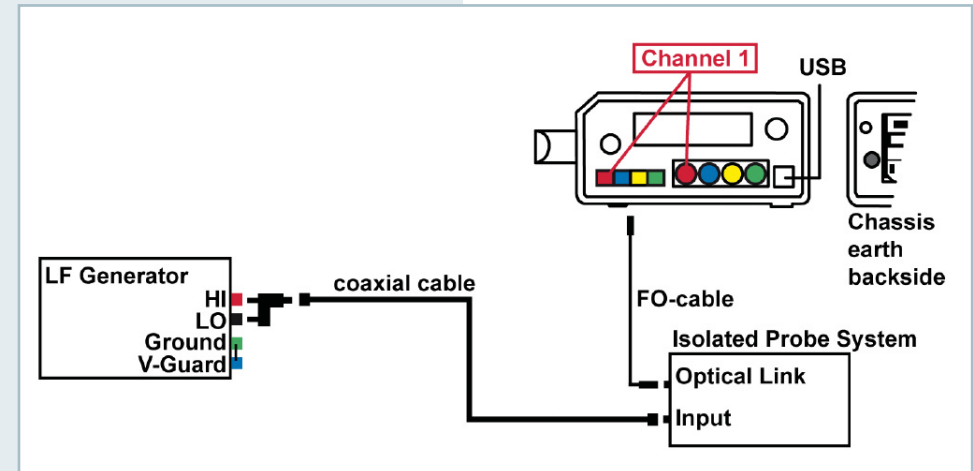 Channel 1
USB
Chassis
earth
backside
LF Generator
HI
LO
Ground
V-Guard
coaxial cable
FO-cable
Isolated Probe System
Optical Link
Input